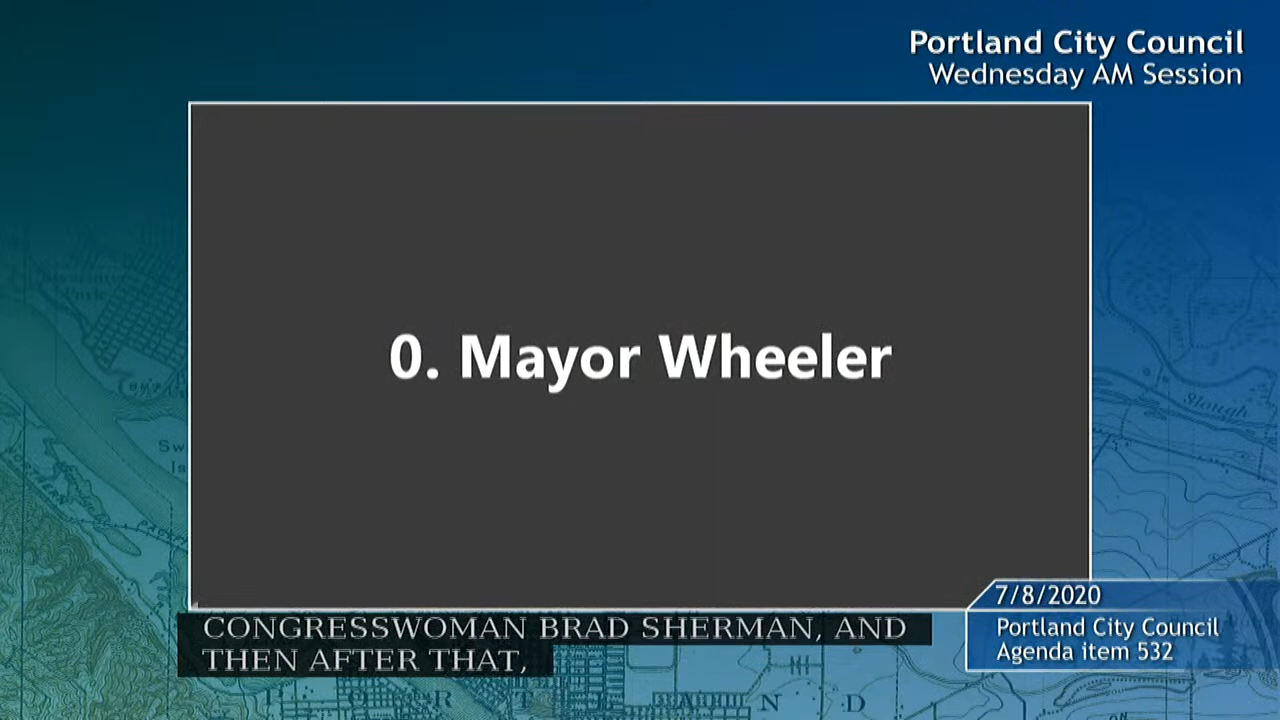 Portland City Council
Wednesday AM Session
0. Mayor Wheeler
Slough
7/8/2020
Portland City Council
Agenda item 532
CONGRESSWOMAN BRAD SHERMAN, AND
THEN AFTER THAT,